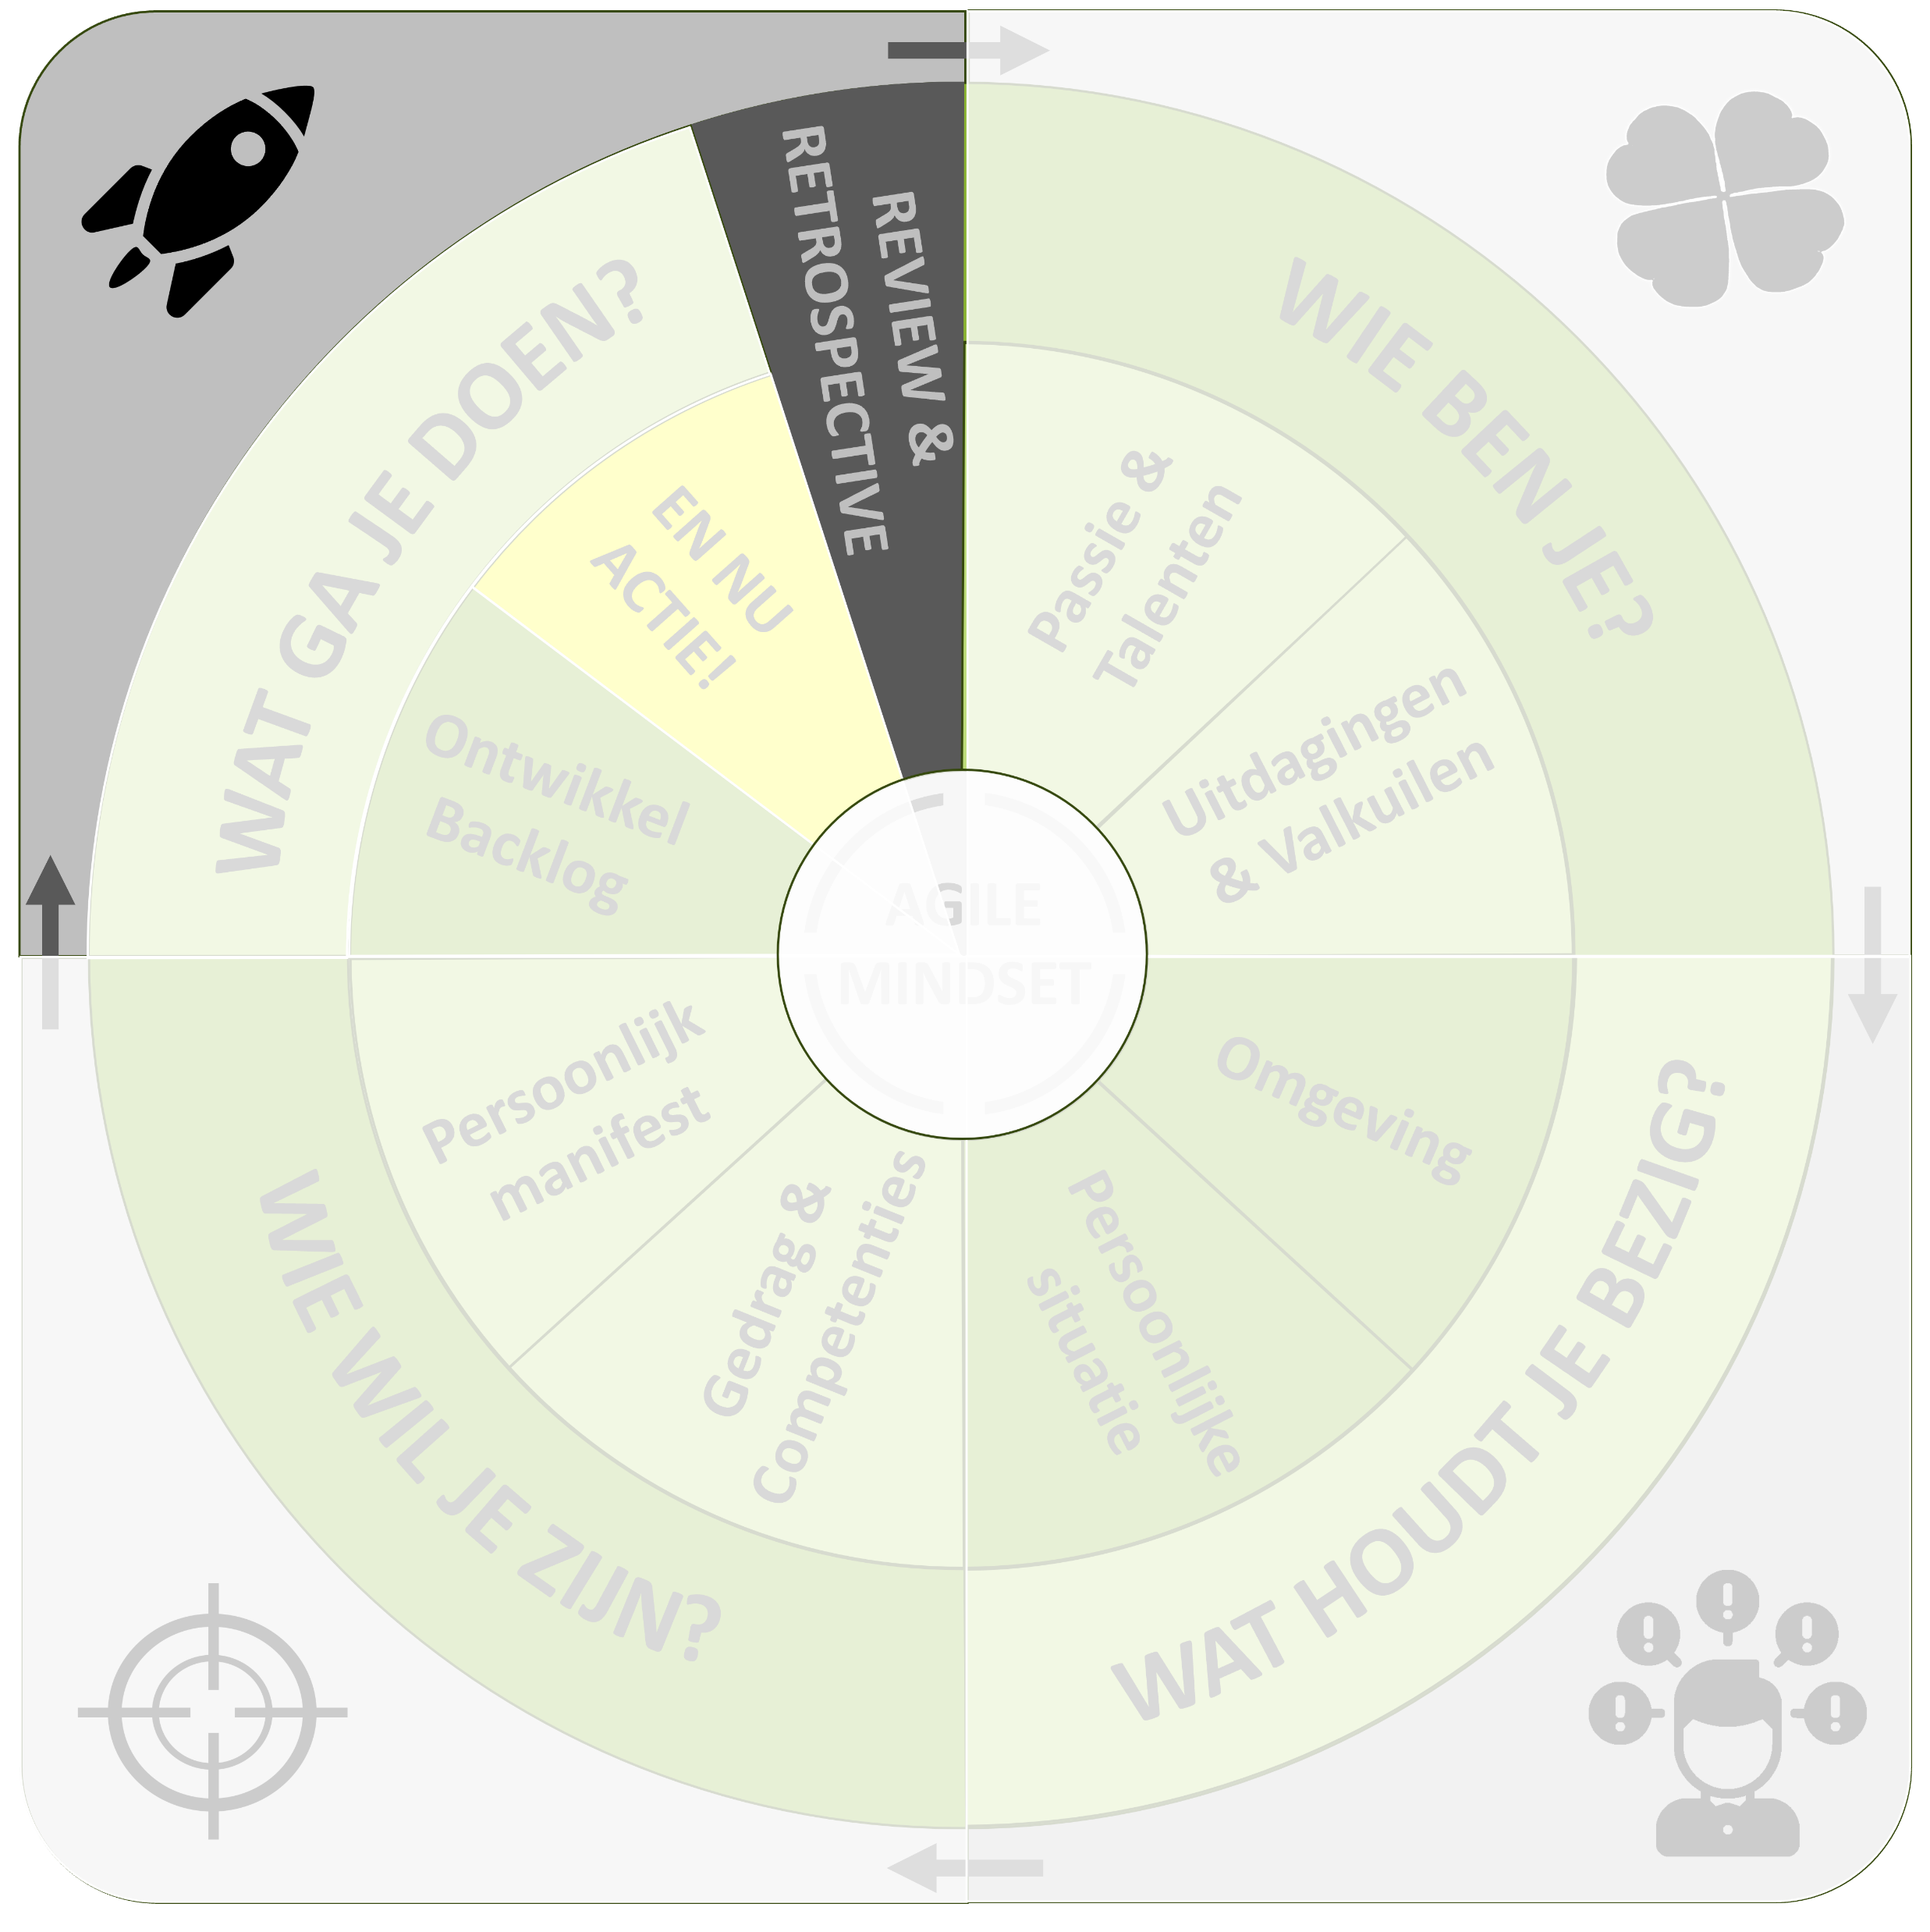 WIE BEN JE?
Passie &
Talenten
Uitdagingen
& Valkuilen
WAT HOUDT JE BEZIG?
Omgeving
Persoonlijke
situatie
WIE WIL JE ZIJN?
Gedrag &
Competenties
Persoonlijk
manifest
WAT GA JE DOEN?
Ontwikkel
Backlog
EN NU
ACTIE!
REVIEW &
RETROSPECTIVE
AGILE
MINDSET